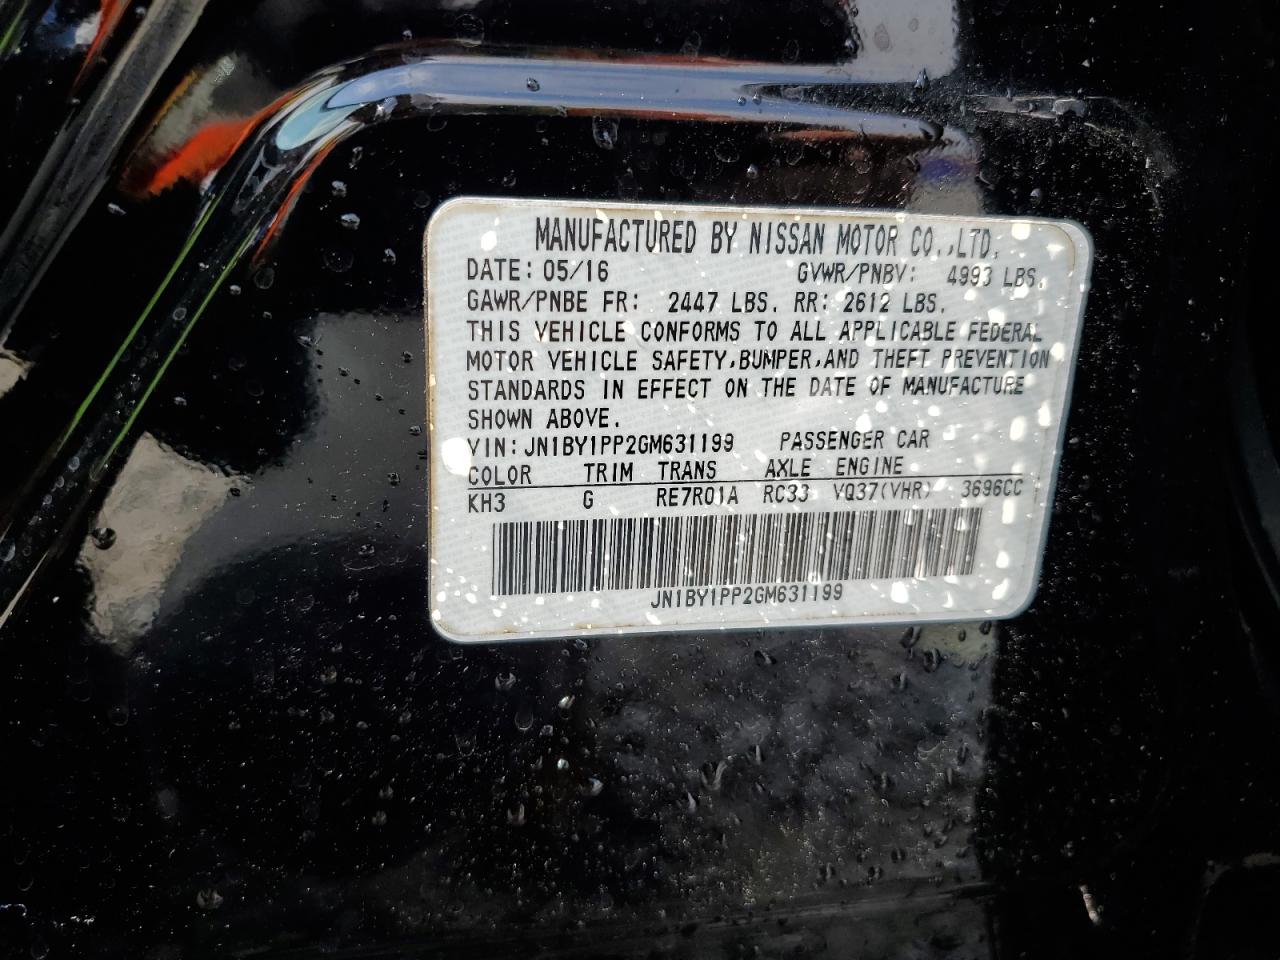 MANUFACTURED BY NISSAN MOTOR CO.,LTD.
DATE: 05/16 GVWR/PNBV: 4993 LBS.
GAWR/PNBE FR: 2447 LBS. RR: 2612 LBS.
THIS VEHICLE CONFORMS TO ALL APPLICABLE FEDERAL
MOTOR VEHICLE SAFETY,BUMPER,AND THEFT PREVENTION
STANDARDS IN EFFECT ON THE DATE OF MANUFACTURE
SHOWN ABOVE.
VIN: JN1BY1PP2GM631199 PASSENGER CAR
COLOR TRIM TRANS AXLE ENGINE
KH3 G RE7R01A RC33 VQ37(VHR) 3696CC
JN1BY1PP2GM631199